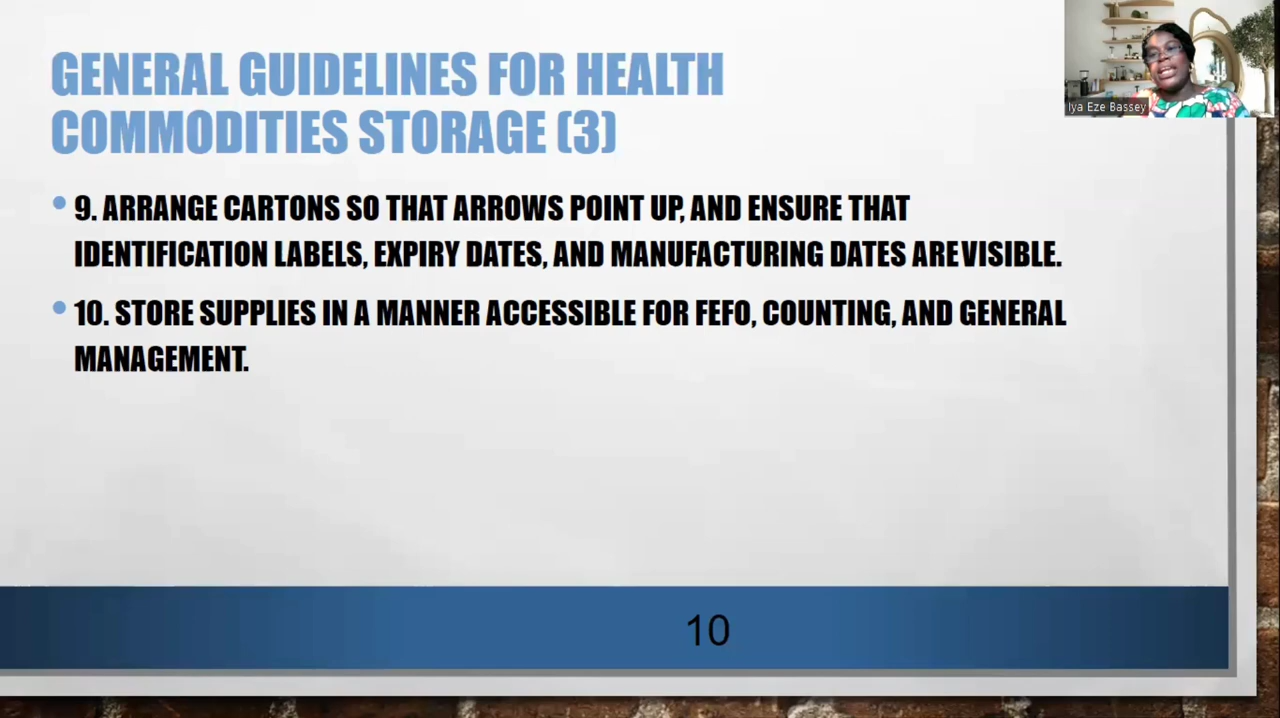 GENERAL GUIDELINES FOR HEALTH
COMMODITIES STORAGE (3)
Iya Eze Bassey
• 9. ARRANGE CARTONS SO THAT ARROWS POINT UP, AND ENSURE THAT
IDENTIFICATION LABELS, EXPIRY DATES, AND MANUFACTURING DATES ARE VISIBLE.
• 10. STORE SUPPLIES IN A MANNER ACCESSIBLE FOR FEFO, COUNTING, AND GENERAL
MANAGEMENT.
10